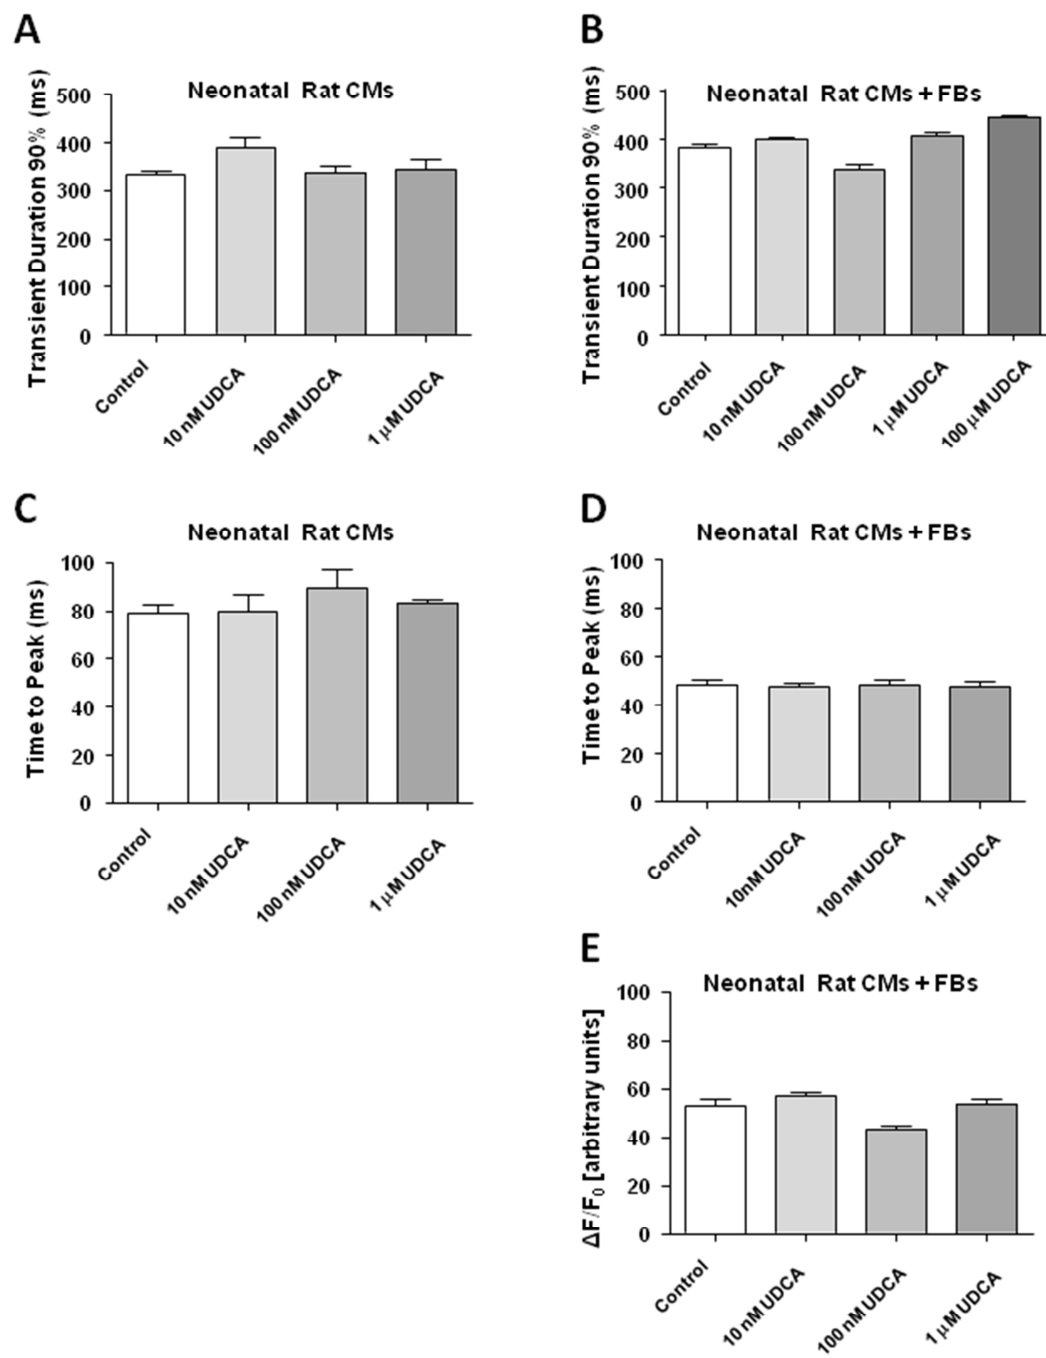 A
Neonatal Rat CMs
Transient Duration 90% (ms)
500
400
300
200
100
0
Control
10 nM UDCA
100 nM UDCA
1 μM UDCA
B
Neonatal Rat CMs + FBs
Transient Duration 90% (ms)
500
400
300
200
100
0
Control
10 nM UDCA
100 nM UDCA
1 μM UDCA
100 μM UDCA
C
Neonatal Rat CMs
Time to Peak (ms)
100
80
60
40
20
0
Control
10 nM UDCA
100 nM UDCA
1 μM UDCA
D
Neonatal Rat CMs + FBs
Time to Peak (ms)
100
80
60
40
20
0
Control
10nM UDCA
100 nM UDCA
1 μM UDCA
E
Neonatal Rat CMs + FBs
ΔF/F₀ [arbitrary units]
100
80
60
40
20
0
Control
10 nM UDCA
100 nM UDCA
1 μM UDCA